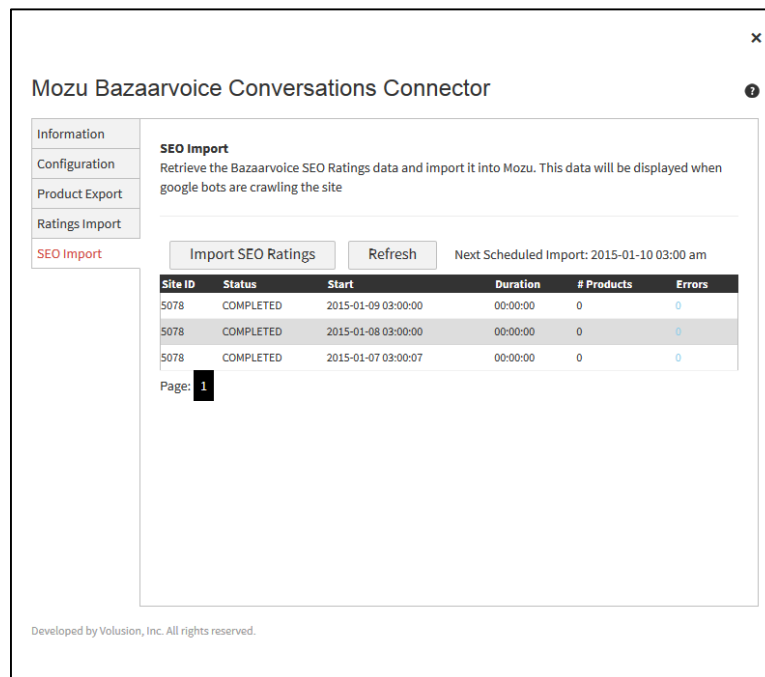 ×
Mozu Bazaarvoice Conversations Connector
?
Information
Configuration
Product Export
Ratings Import
SEO Import
SEO Import
Retrieve the Bazaarvoice SEO Ratings data and import it into Mozu. This data will be displayed when
google bots are crawling the site
Import SEO Ratings Refresh Next Scheduled Import: 2015-01-10 03:00 am
Site ID Status Start Duration # Products Errors
5078 COMPLETED 2015-01-09 03:00:00 00:00:00 0 0
5078 COMPLETED 2015-01-08 03:00:00 00:00:00 0 0
5078 COMPLETED 2015-01-07 03:00:07 00:00:00 0 0
Page: 1
Developed by Volusion, Inc. All rights reserved.